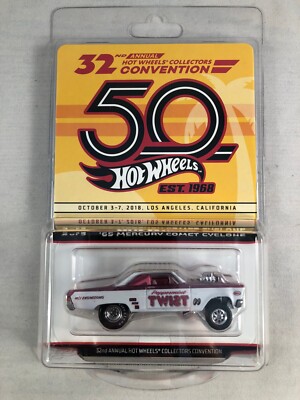 32ND ANNUAL
HOT WHEELS COLLECTORS
CONVENTION
50
HOT WHEELS
EST. 1968
OCTOBER 3-7, 2018, LOS ANGELES, CALIFORNIA
'65 MERCURY COMET CYCLONE
TWIST
32nd ANNUAL HOT WHEELS COLLECTORS CONVENTION